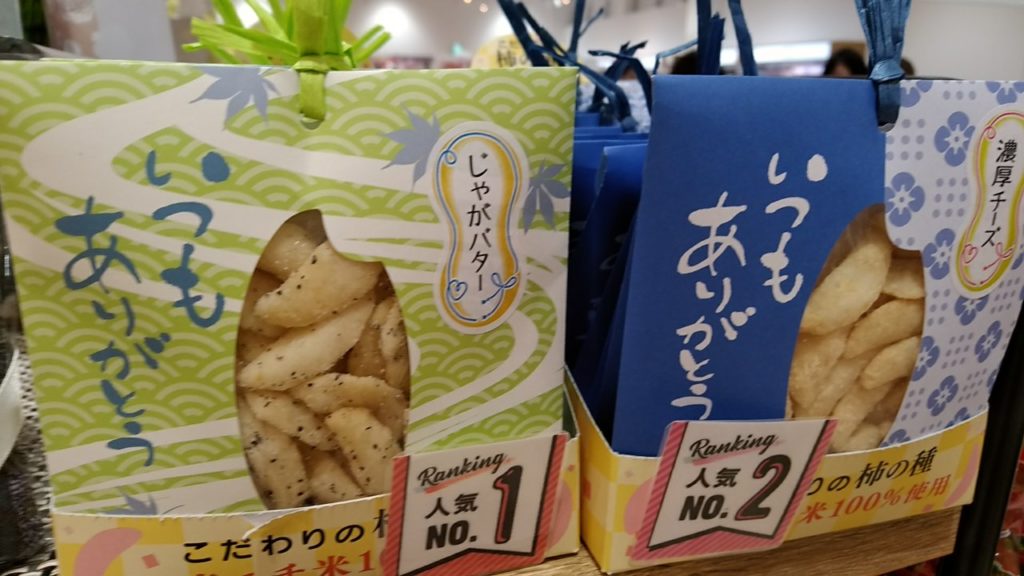 いつも
ありがとう
じゃがバター
Ranking
人気
NO. 1
こだわりの柿
米1
いつも
ありがとう
濃厚チーズ
Ranking
人気
NO. 2
りの柿の種
米100%使用